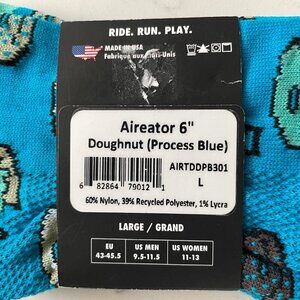 RIDE. RUN. PLAY.
MADE IN USA
Fabriqué aux États-Unis
Aireator 6"
Doughnut (Process Blue)
AIRTDDPB301
L
6 82864 79012 1
60% Nylon, 39% Recycled Polyester, 1% Lycra
LARGE / GRAND
EU
43-45.5
US MEN
9.5-11.5
US WOMEN
11-13